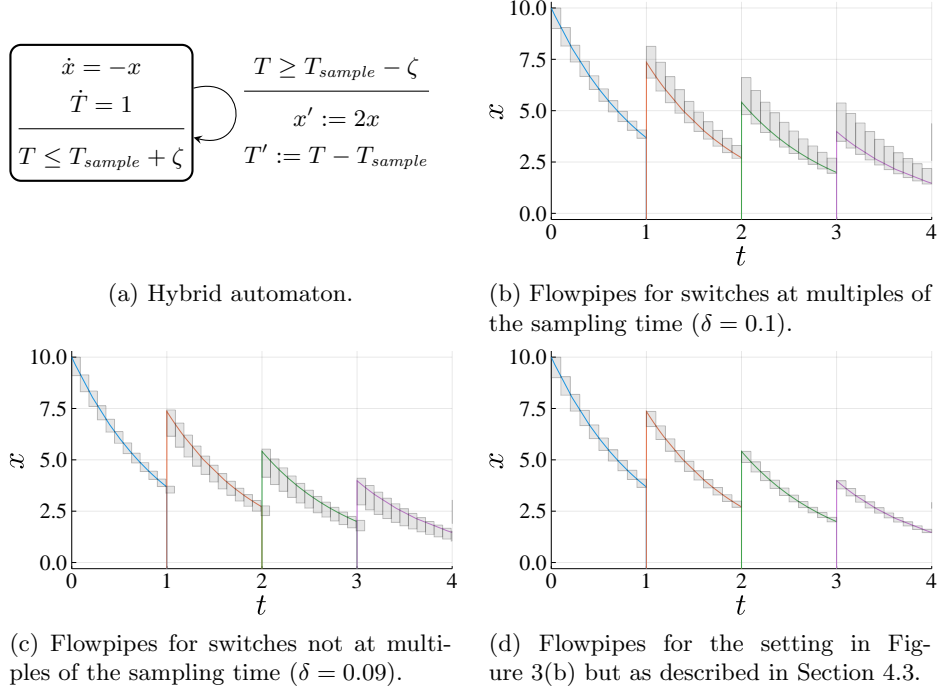 ẋ = −x
Ṫ = 1
T ≤ T_sample + ζ
T ≥ T_sample − ζ
x′ := 2x
T′ := T − T_sample
(a) Hybrid automaton.
10.0
7.5
5.0
2.5
0.0
x
0 1 2 3 4
t
(b) Flowpipes for switches at multiples of
the sampling time (δ = 0.1).
10.0
7.5
5.0
2.5
0.0
x
0 1 2 3 4
t
(c) Flowpipes for switches not at multi-
ples of the sampling time (δ = 0.09).
10.0
7.5
5.0
2.5
0.0
x
0 1 2 3 4
t
(d) Flowpipes for the setting in Fig-
ure 3(b) but as described in Section 4.3.